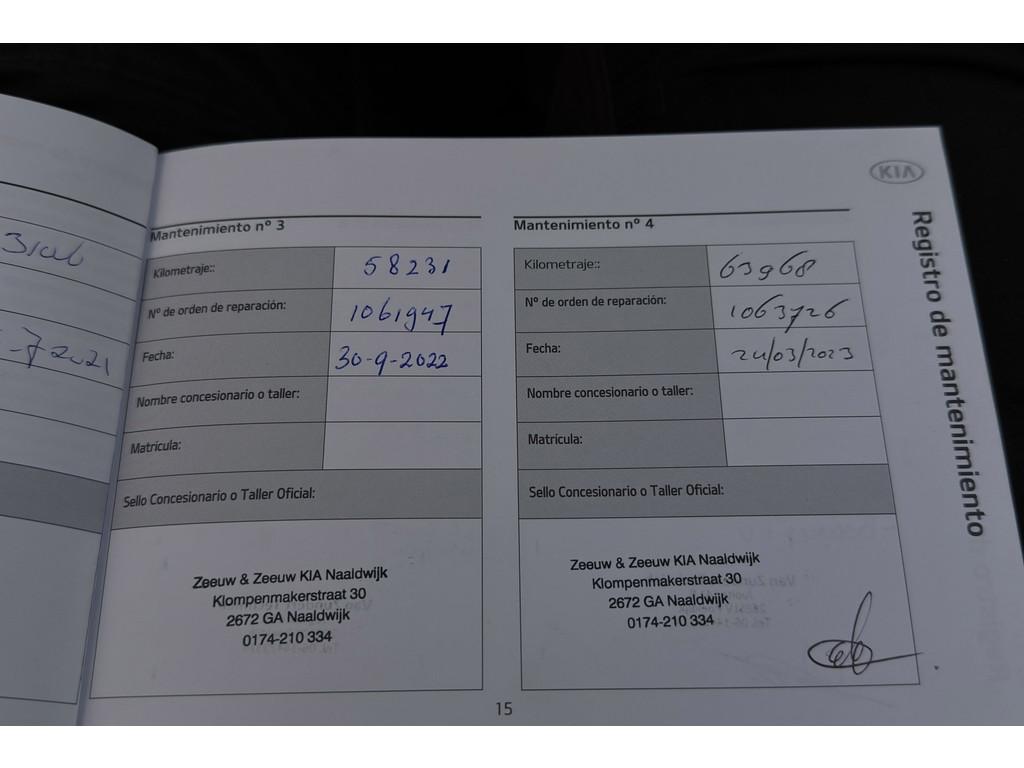 KIA
Registro de mantenimiento
2021
Mantenimiento nº 3
Kilometraje:: 58231
Nº de orden de reparación: 1061947
Fecha: 30-9-2022
Nombre concesionario o taller:
Matrícula:
Sello Concesionario o Taller Oficial:
Zeeuw & Zeeuw KIA Naaldwijk
Klompenmakerstraat 30
2672 GA Naaldwijk
0174-210 334
Mantenimiento nº 4
Kilometraje:: 63968
Nº de orden de reparación: 1063726
Fecha: 24/03/2023
Nombre concesionario o taller:
Matrícula:
Sello Concesionario o Taller Oficial:
Zeeuw & Zeeuw KIA Naaldwijk
Klompenmakerstraat 30
2672 GA Naaldwijk
0174-210 334
15